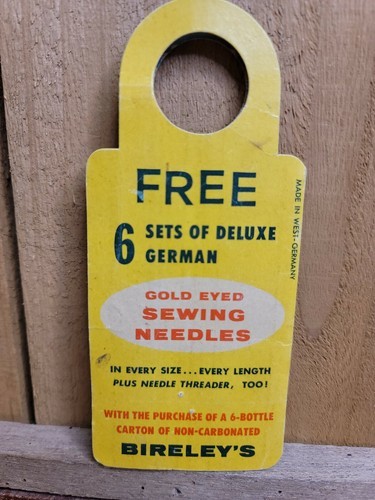 FREE
6 SETS OF DELUXE
GERMAN
MADE IN WEST-GERMANY
GOLD EYED
SEWING
NEEDLES
IN EVERY SIZE...EVERY LENGTH
PLUS NEEDLE THREADER, TOO!
WITH THE PURCHASE OF A 6-BOTTLE
CARTON OF NON-CARBONATED
BIRELEY'S